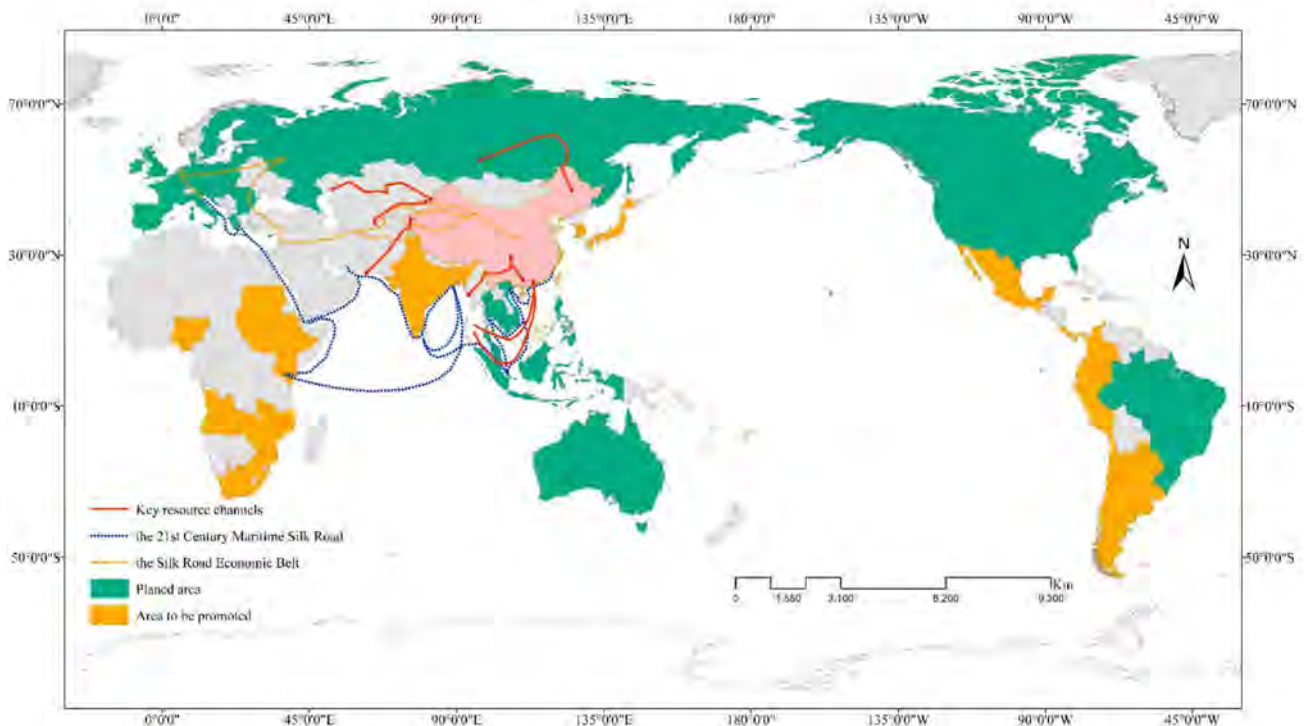 0°0'0" 45°0'0"E 90°0'0"E 135°0'0"E 180°0'0" 135°0'0"W 90°0'0"W 45°0'0"W
70°0'0"N 70°0'0"N
N
30°0'0"N 30°0'0"N
10°0'0"S 10°0'0"S
Key resource channels
the 21st Century Maritime Silk Road
the Silk Road Economic Belt
50°0'0"S 50°0'0"S
Planed area
Km
0 1,550 3,100 6,200 9,300
Area to be promoted
0°0'0" 45°0'0"E 90°0'0"E 135°0'0"E 180°0'0" 135°0'0"W 90°0'0"W 45°0'0"W